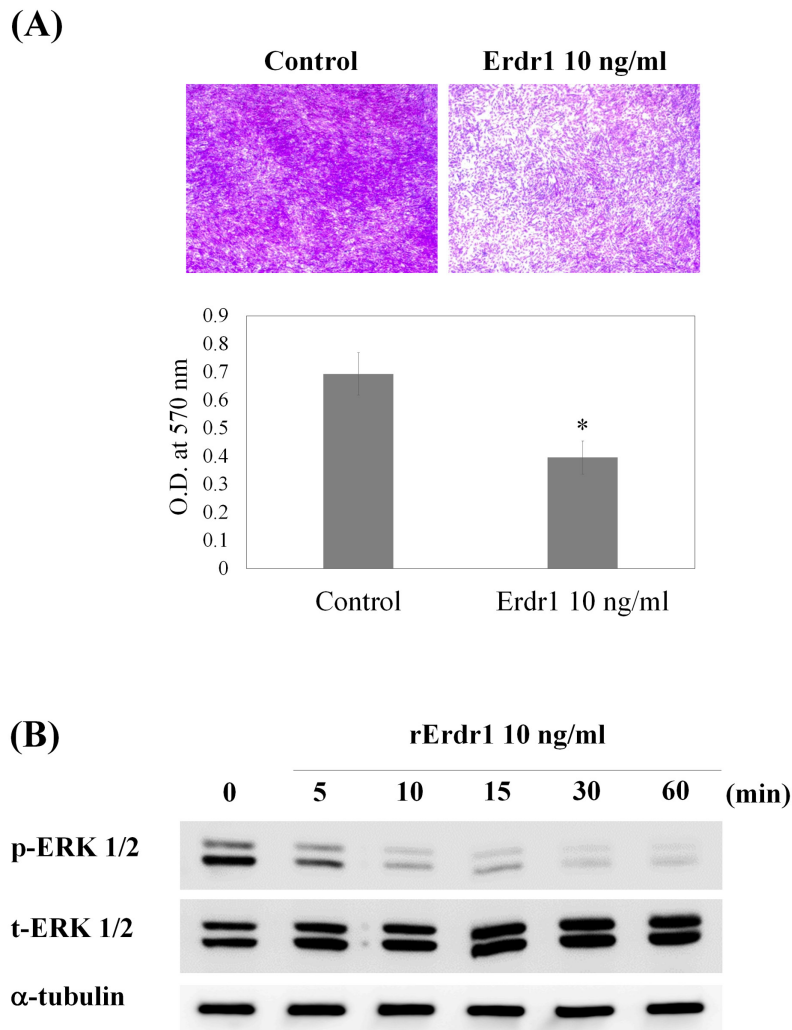 (A)
Control Erdr1 10 ng/ml
0.9
0.8
0.7
0.6
0.5
0.4
0.3
0.2
0.1
0
O.D. at 570 nm
*
Control Erdr1 10 ng/ml
(B)
rErdr1 10 ng/ml
0 5 10 15 30 60 (min)
p-ERK 1/2
t-ERK 1/2
α-tubulin